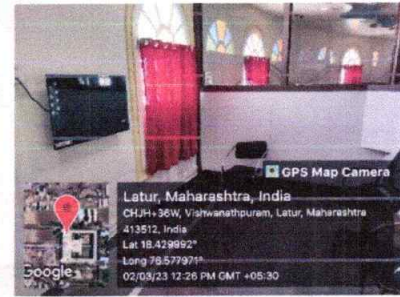 GPS Map Camera
Latur, Maharashtra, India
CHJH+36W, Vishwanathpuram, Latur, Maharashtra
413512, India
Lat 18.429992°
Long 76.577971°
02/03/23 12:26 PM GMT +05:30
Google